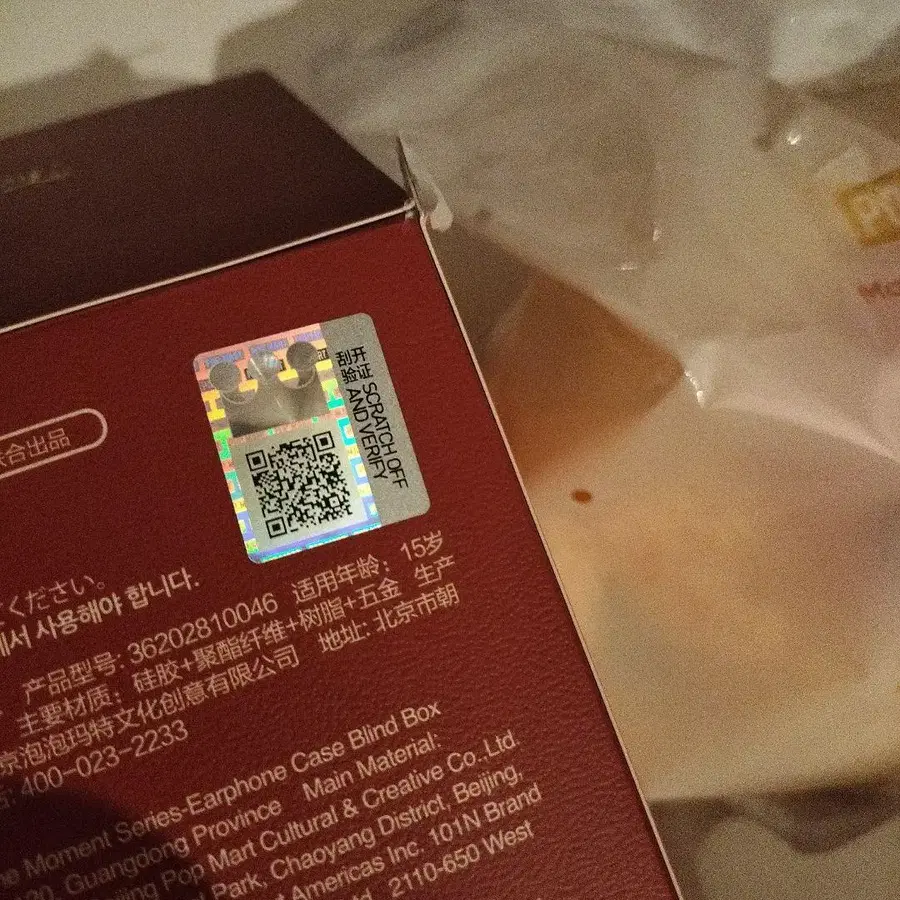 合出品
刮开
验证
SCRATCH OFF
AND VERIFY
ください。
서 사용해야 합니다.
产品型号: 36202810046 适用年龄: 15岁
主要材质: 硅胶+聚酯纤维+树脂+五金 生产
京泡泡玛特文化创意有限公司 地址: 北京市朝
: 400-023-2233
Moment Series-Earphone Case Blind Box
Guangdong Province Main Material:
Pop Mart Cultural & Creative Co.,Ltd.
Park, Chaoyang District, Beijing,
Americas Inc. 101N Brand
2110-650 West